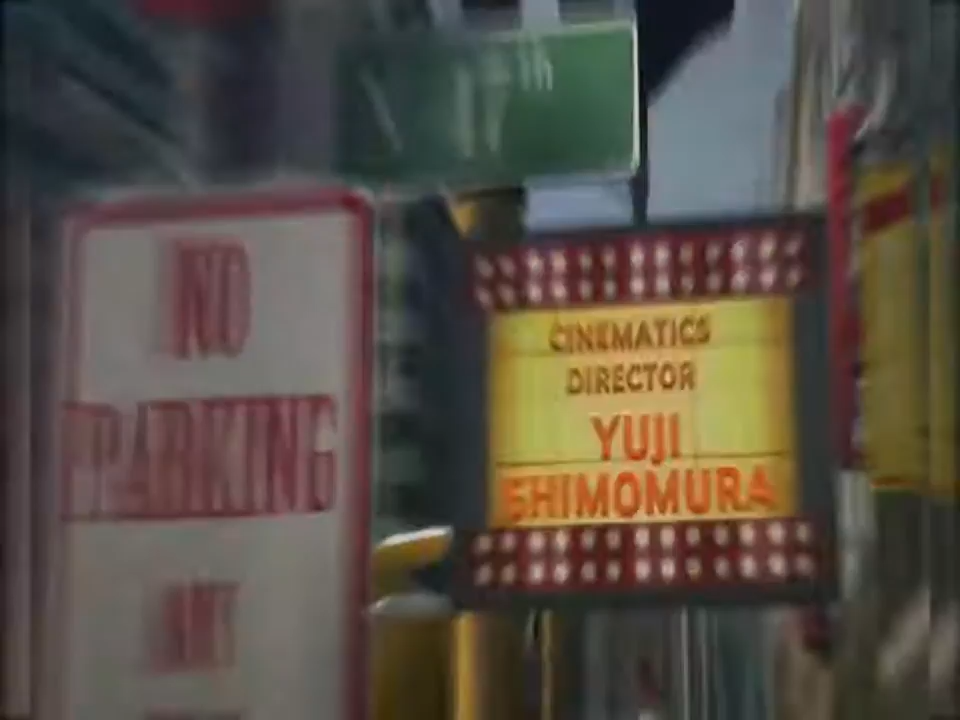 NO
PARKING
CINEMATICS
DIRECTOR
YUJI
SHIMOMURA